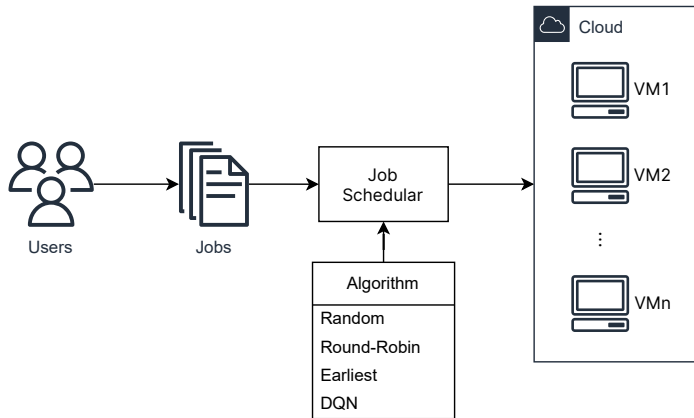 Cloud
VM1
VM2
⋮
VMn
Users
Jobs
Job
Schedular
Algorithm
Random
Round-Robin
Earliest
DQN